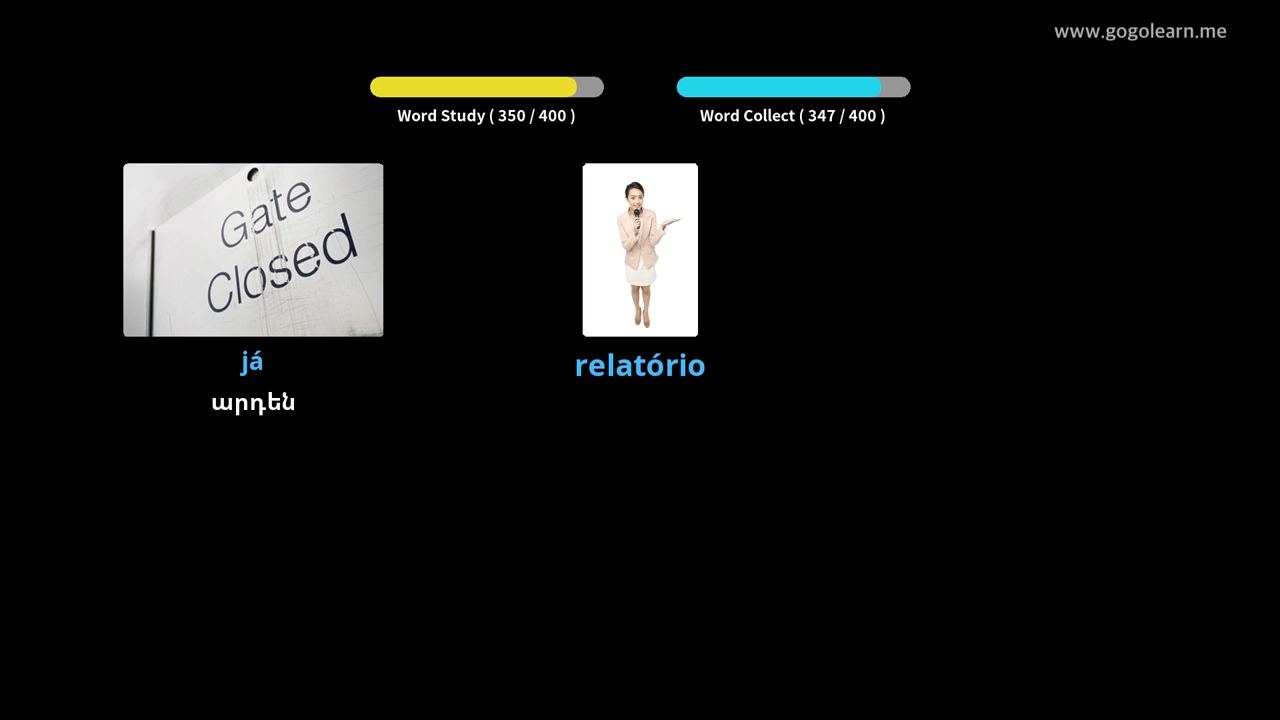 www.gogolearn.me
Word Study ( 350 / 400 )
Word Collect ( 347 / 400 )
Gate
Closed
já
արդեն
relatório